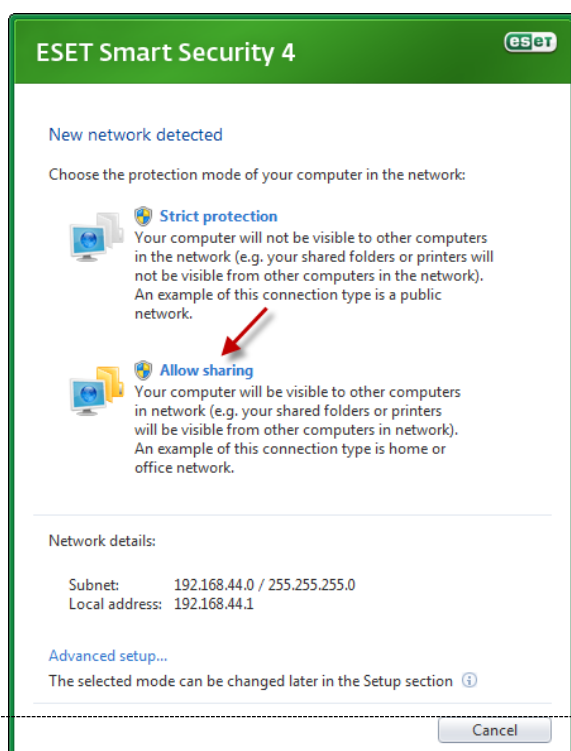 ESET Smart Security 4
eseT
New network detected
Choose the protection mode of your computer in the network:
Strict protection
Your computer will not be visible to other computers
in the network (e.g. your shared folders or printers will
not be visible from other computers in the network).
An example of this connection type is a public
network.
Allow sharing
Your computer will be visible to other computers
in network (e.g. your shared folders or printers
will be visible from other computers in network).
An example of this connection type is home or
office network.
Network details:
Subnet: 192.168.44.0 / 255.255.255.0
Local address: 192.168.44.1
Advanced setup...
The selected mode can be changed later in the Setup section
Cancel